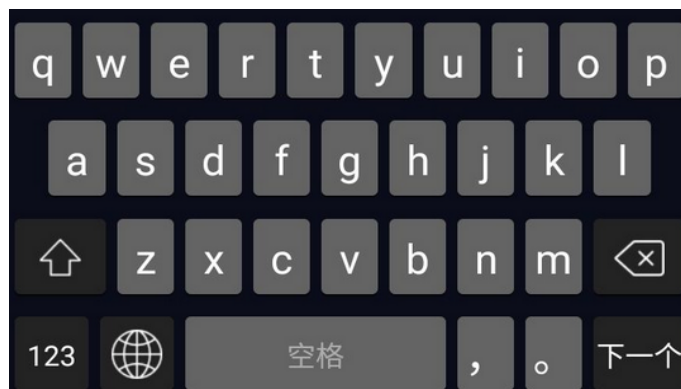 q w e r t y u i o p
a s d f g h j k l
z x c v b n m
123 空格 ， 。 下一个